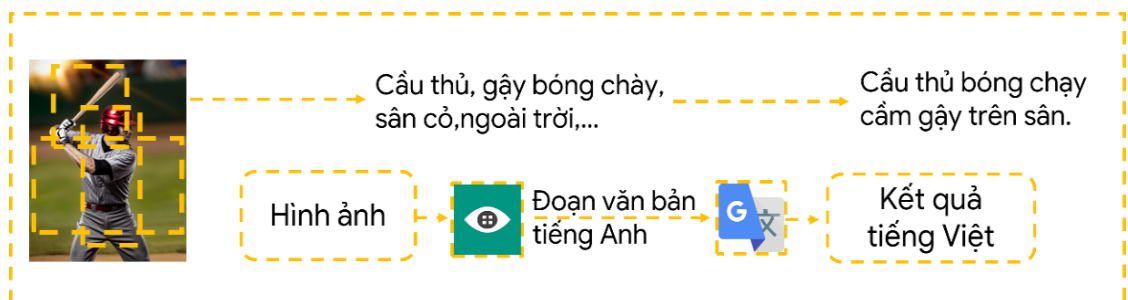 Cầu thủ, gậy bóng chày,
sân cỏ,ngoài trời,...
Cầu thủ bóng chạy
cầm gậy trên sân.
Hình ảnh
Đoạn văn bản
tiếng Anh
G
文
Kết quả
tiếng Việt